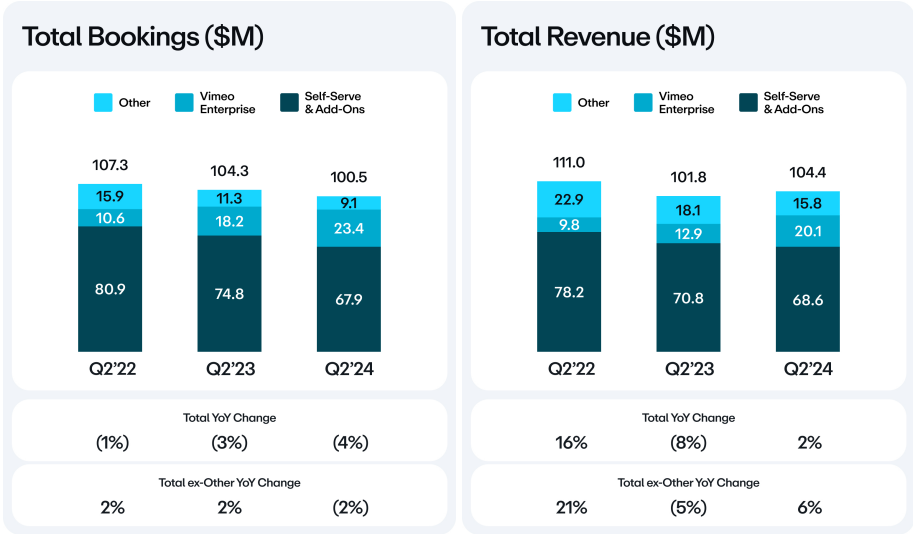 Total Bookings ($M)
Other
Vimeo
Enterprise
Self-Serve
& Add-Ons
107.3
104.3
100.5
15.9
11.3
9.1
10.6
18.2
23.4
80.9
74.8
67.9
Q2’22
Q2’23
Q2’24
Total YoY Change
(1%)
(3%)
(4%)
Total ex-Other YoY Change
2%
2%
(2%)
Total Revenue ($M)
Other
Vimeo
Enterprise
Self-Serve
& Add-Ons
111.0
101.8
104.4
22.9
18.1
15.8
9.8
12.9
20.1
78.2
70.8
68.6
Q2’22
Q2’23
Q2’24
Total YoY Change
16%
(8%)
2%
Total ex-Other YoY Change
21%
(5%)
6%